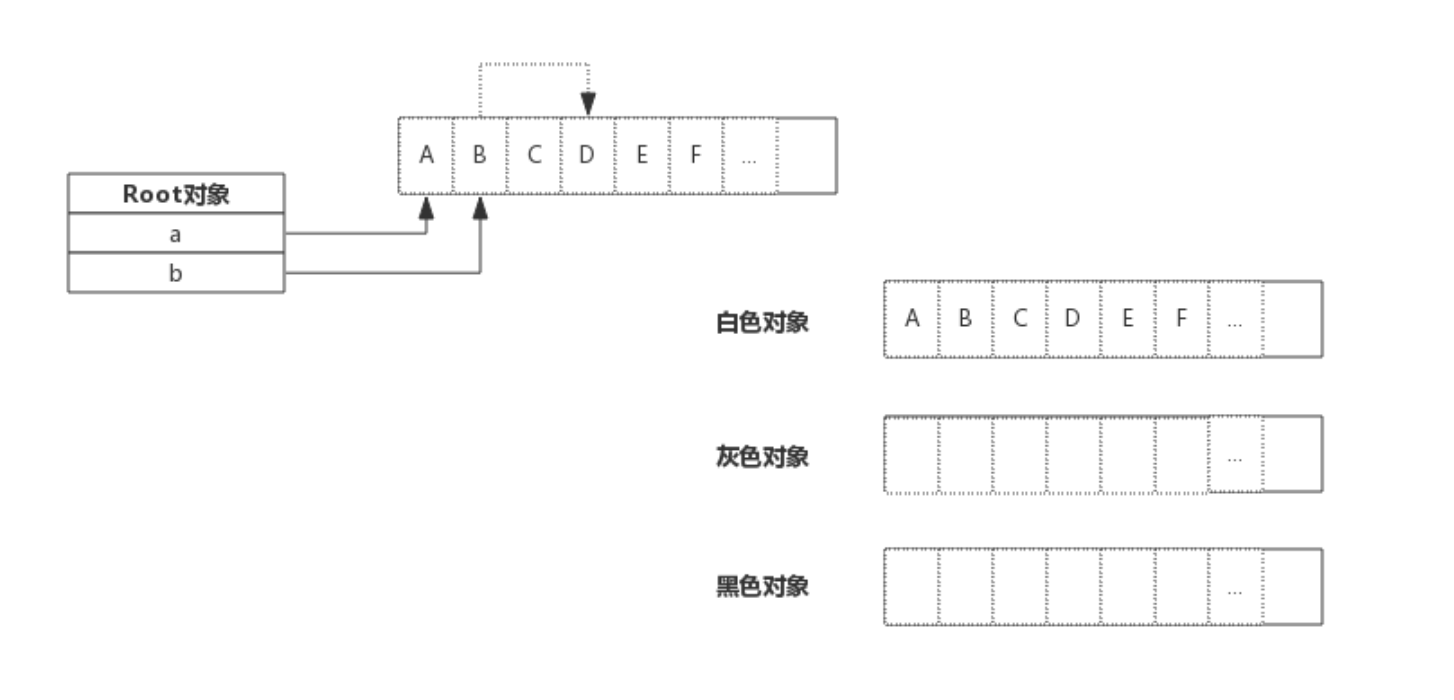 A B C D E F ...
Root对象
a
b
白色对象 A B C D E F ...
灰色对象 ...
黑色对象 ...